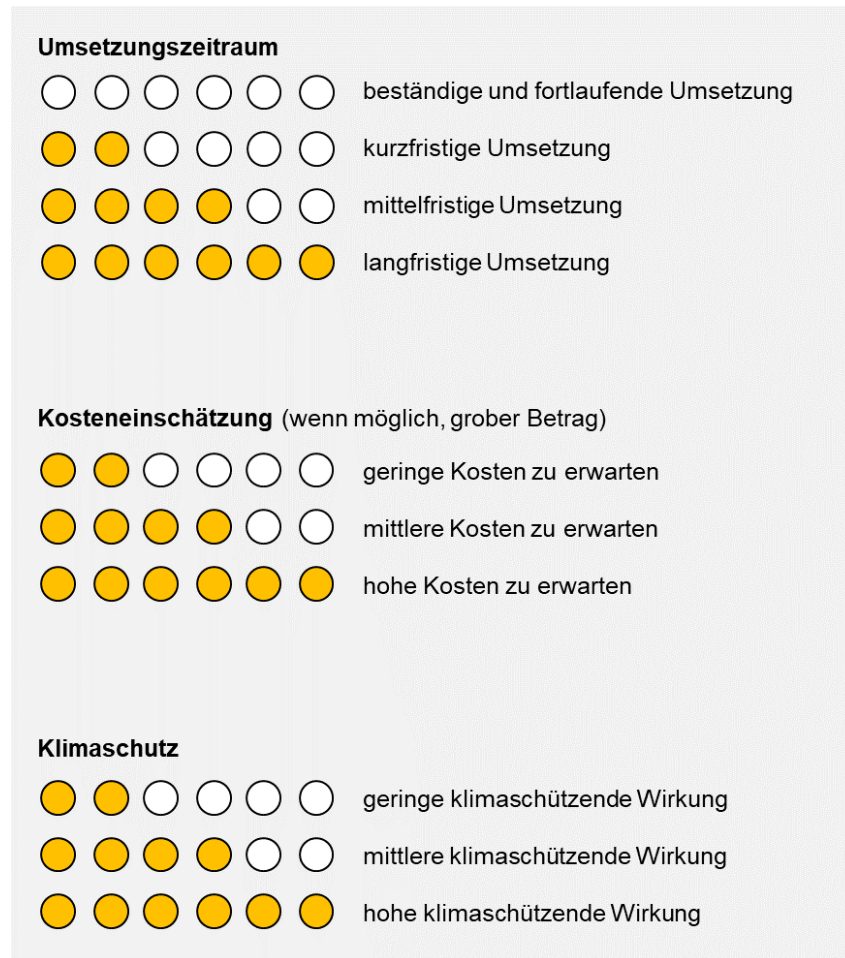 Umsetzungszeitraum
beständige und fortlaufende Umsetzung
kurzfristige Umsetzung
mittelfristige Umsetzung
langfristige Umsetzung
Kosteneinschätzung (wenn möglich, grober Betrag)
geringe Kosten zu erwarten
mittlere Kosten zu erwarten
hohe Kosten zu erwarten
Klimaschutz
geringe klimaschützende Wirkung
mittlere klimaschützende Wirkung
hohe klimaschützende Wirkung